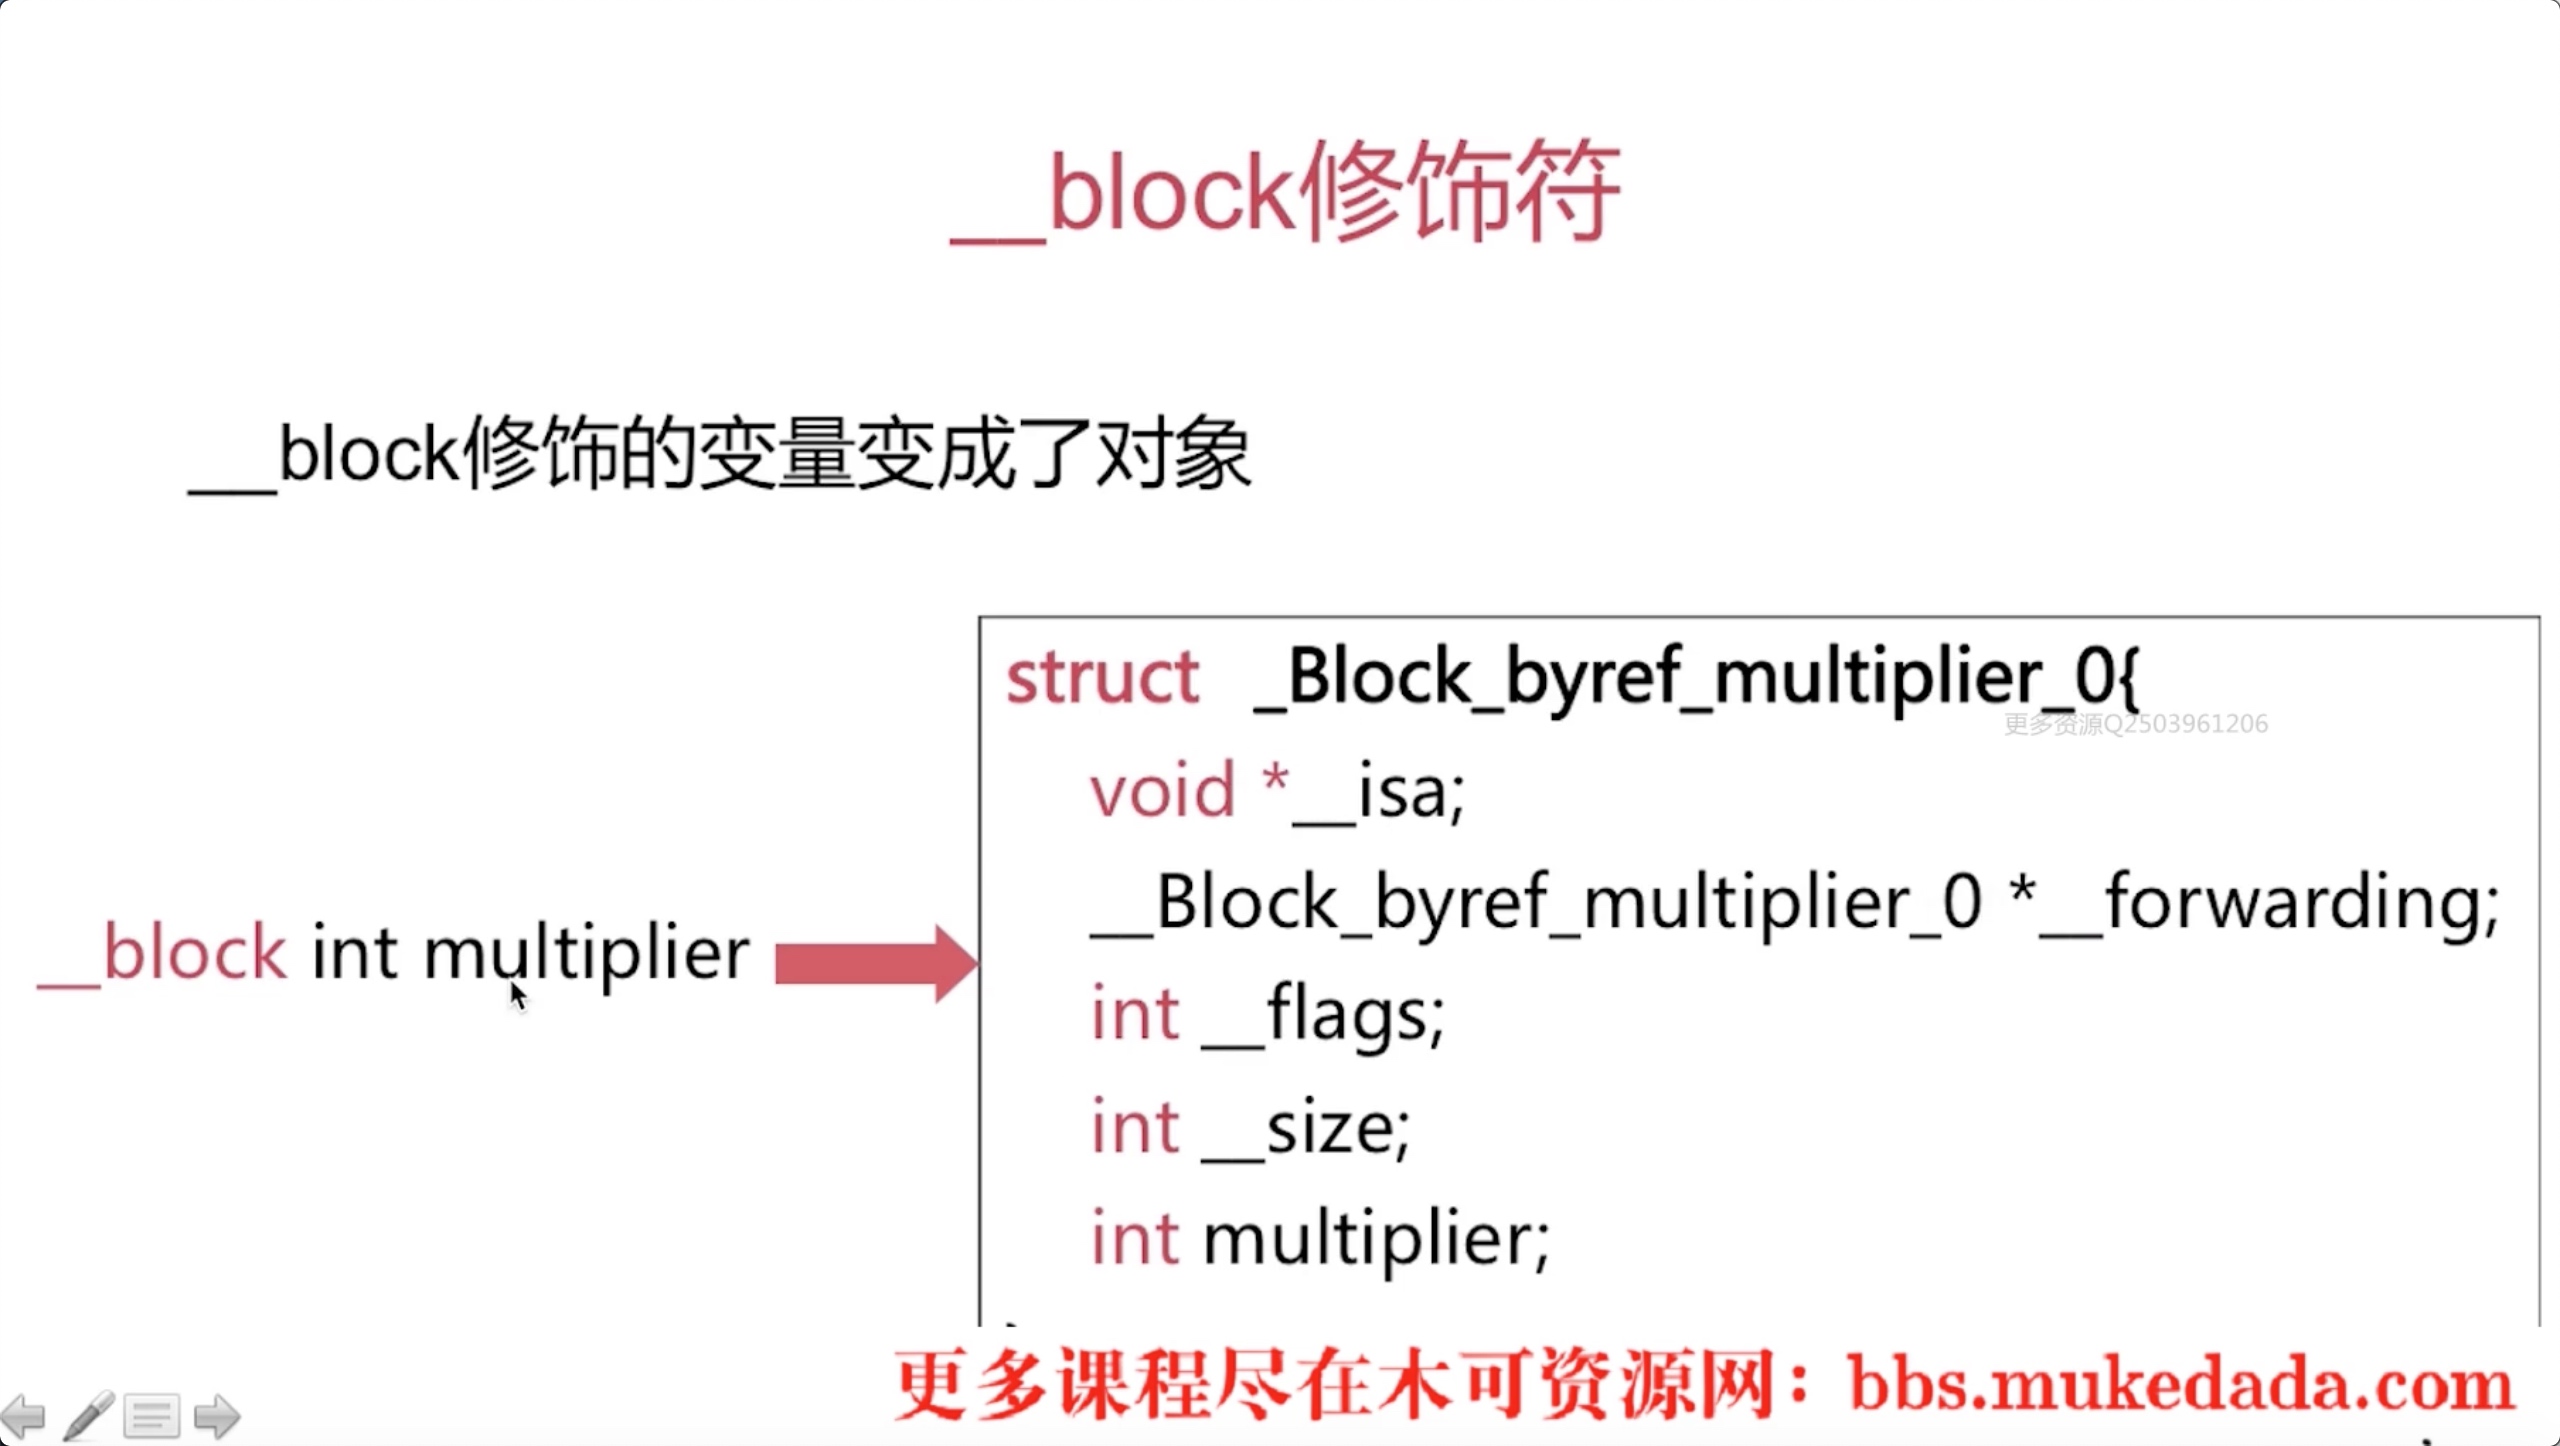 __block修饰符
__block修饰的变量变成了对象
struct _Block_byref_multiplier_0{
更多资源Q2503961206
void *__isa;
__Block_byref_multiplier_0 *__forwarding;
__block int multiplier
int __flags;
int __size;
int multiplier;
更多课程尽在木可资源网：bbs.mukedada.com